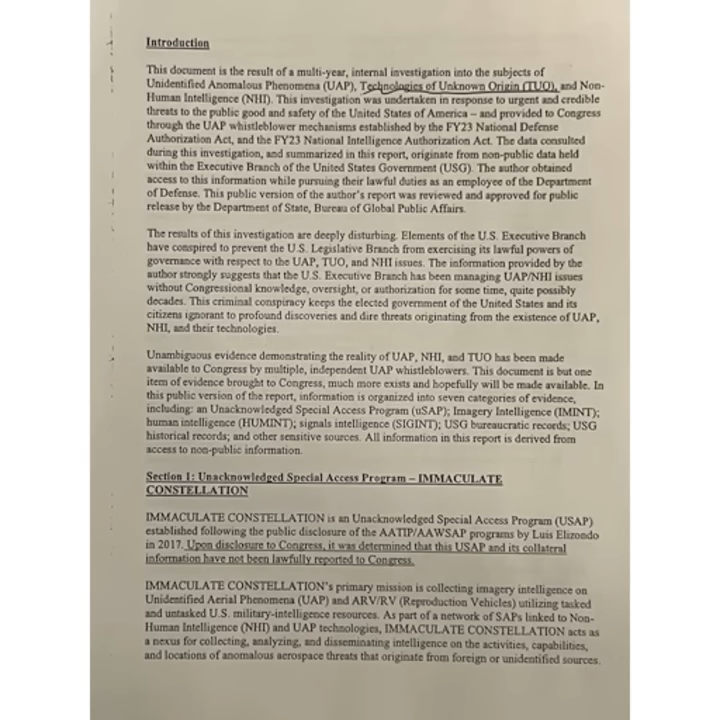 Introduction
This document is the result of a multi-year, internal investigation into the subjects of
Unidentified Anomalous Phenomena (UAP), Technologies of Unknown Origin (TUO), and Non-
Human Intelligence (NHI). This investigation was undertaken in response to urgent and credible
threats to the public good and safety of the United States of America – and provided to Congress
through the UAP whistleblower mechanisms established by the FY23 National Defense
Authorization Act, and the FY23 National Intelligence Authorization Act. The data consulted
during this investigation, and summarized in this report, originate from non-public data held
within the Executive Branch of the United States Government (USG). The author obtained
access to this information while pursuing their lawful duties as an employee of the Department
of Defense. This public version of the author's report was reviewed and approved for public
release by the Department of State, Bureau of Global Public Affairs.
The results of this investigation are deeply disturbing. Elements of the U.S. Executive Branch
have conspired to prevent the U.S. Legislative Branch from exercising its lawful powers of
governance with respect to the UAP, TUO, and NHI issues. The information provided by the
author strongly suggests that the U.S. Executive Branch has been managing UAP/NHI issues
without Congressional knowledge, oversight, or authorization for some time, quite possibly
decades. This criminal conspiracy keeps the elected government of the United States and its
citizens ignorant to profound discoveries and dire threats originating from the existence of UAP,
NHI, and their technologies.
Unambiguous evidence demonstrating the reality of UAP, NHI, and TUO has been made
available to Congress by multiple, independent UAP whistleblowers. This document is but one
item of evidence brought to Congress, much more exists and hopefully will be made available. In
this public version of the report, information is organized into seven categories of evidence,
including: an Unacknowledged Special Access Program (uSAP); Imagery Intelligence (IMINT);
human intelligence (HUMINT); signals intelligence (SIGINT); USG bureaucratic records; USG
historical records; and other sensitive sources. All information in this report is derived from
access to non-public information.
Section 1: Unacknowledged Special Access Program – IMMACULATE
CONSTELLATION
IMMACULATE CONSTELLATION is an Unacknowledged Special Access Program (USAP)
established following the public disclosure of the AATIP/AAWSAP programs by Luis Elizondo
in 2017. Upon disclosure to Congress, it was determined that this USAP and its collateral
information have not been lawfully reported to Congress.
IMMACULATE CONSTELLATION's primary mission is collecting imagery intelligence on
Unidentified Aerial Phenomena (UAP) and ARV/RV (Reproduction Vehicles) utilizing tasked
and untasked U.S. military-intelligence resources. As part of a network of SAPs linked to Non-
Human Intelligence (NHI) and UAP technologies, IMMACULATE CONSTELLATION acts as
a nexus for collecting, analyzing, and disseminating intelligence on the activities, capabilities,
and locations of anomalous aerospace threats that originate from foreign or unidentified sources.